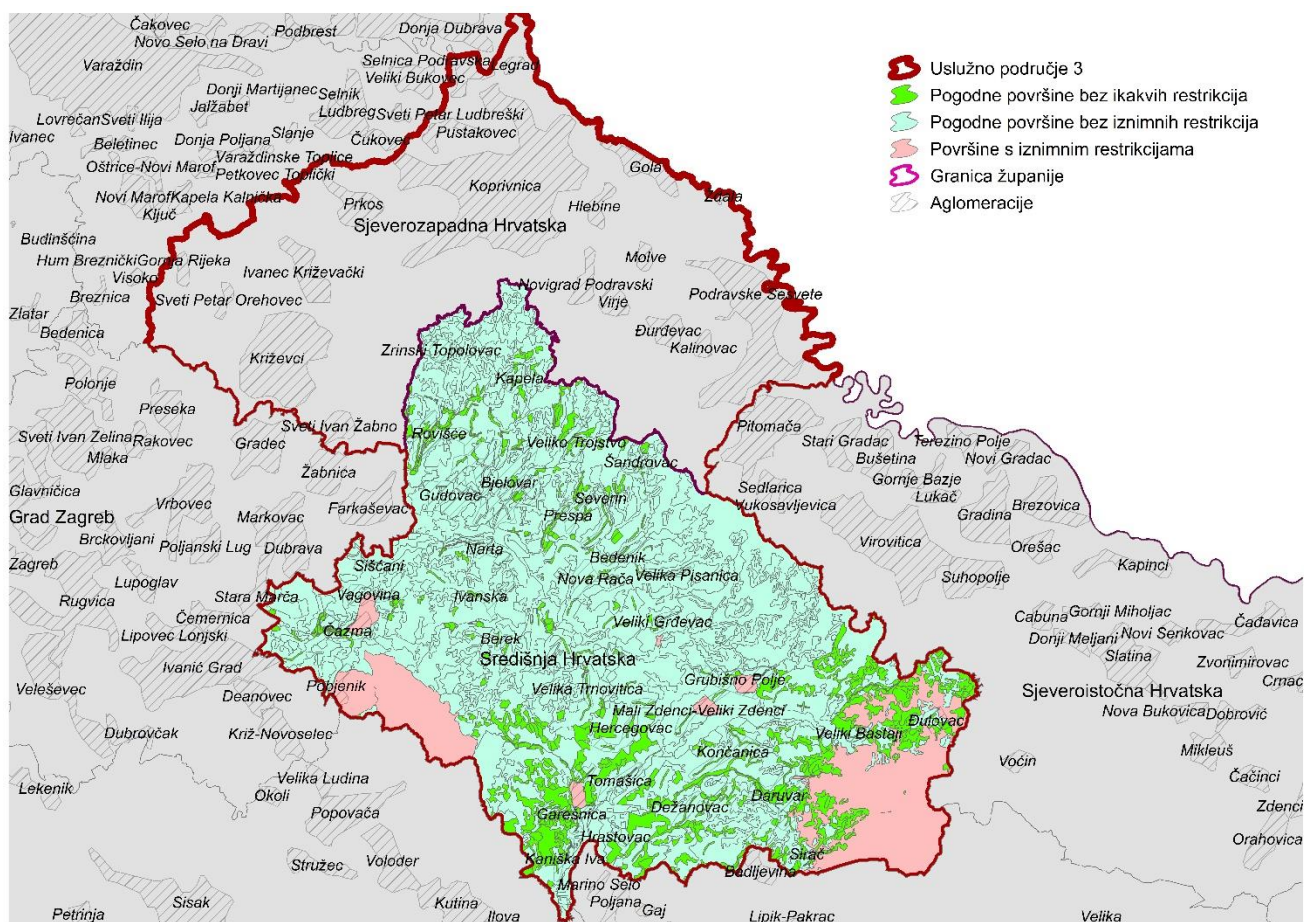 Čakovec
Podbrest
Donja Dubrava
Novo Selo na Dravi
Varaždin
Selnica Podravska
Legrad
Veliki Bukovec
Donji Martijanec
Selnik
Jalžabet
Ludbreg
Sveti Petar Ludbreški
Lovrečan
Sveti Ilija
Pustakovec
Ivanec
Beletinec
Donja Poljana
Slanje
Čukovec
Varaždinske Toplice
Oštrice-Novi Marof
Petkovec Toplički
Gola
Koprivnica
Novi Marof
Kapela Kalnička
Ždala
Ključ
Prkos
Hlebine
Sjeverozapadna Hrvatska
Budinšćina
Hum Breznički
Gornja Rijeka
Molve
Visoko
Ivanec Križevački
Breznica
Sveti Petar Orehovec
Novigrad Podravski
Podravske Sesvete
Virje
Zlatar
Bedenica
Đurđevac
Kalinovac
Zrinski Topolovac
Križevci
Kapela
Polonje
Preseka
Sveti Ivan Žabno
Pitomača
Sveti Ivan Zelina
Rakovec
Gradec
Rovišće
Veliko Trojstvo
Stari Gradac
Terezino Polje
Mlaka
Bušetina
Novi Gradac
Šandrovac
Žabnica
Gornje Bazje
Glavničica
Gudovac
Bjelovar
Severin
Sedlarica
Lukač
Vrbovec
Farkaševac
Vukosavljevica
Brezovica
Grad Zagreb
Markovac
Prespa
Gradina
Brckovljani
Poljanski Lug
Dubrava
Narta
Virovitica
Orešac
Zagreb
Šišćani
Bedenik
Kapinci
Lupoglav
Nova Rača
Velika Pisanica
Suhopolje
Rugvica
Stara Marča
Vagovina
Ivanska
Čemernica
Veliki Grđevac
Cabuna
Gornji Miholjac
Čađavica
Lipovec Lonjski
Čazma
Berek
Donji Meljani
Novi Senkovac
Ivanić Grad
Središnja Hrvatska
Slatina
Zvonimirovac
Veleševec
Deanovec
Pobjenik
Velika Trnovitica
Grubišno Polje
Crnac
Sjeveroistočna Hrvatska
Mali Zdenci-Veliki Zdenci
Nova Bukovica
Dobrović
Dubrovčak
Križ-Novoselec
Hercegovac
Đulovac
Veliki Bastaji
Končanica
Mikleuš
Voćin
Velika Ludina
Tomašica
Čačinci
Lekenik
Okoli
Daruvar
Popovača
Garešnica
Dežanovac
Zdenci
Hrastovac
Orahovica
Stružec
Voloder
Kaniška Iva
Sirač
Badljevina
Marino Selo
Petrinja
Sisak
Kutina
Poljana
Ilova
Gaj
Lipik-Pakrac
Velika
Uslužno područje 3
Pogodne površine bez ikakvih restrikcija
Pogodne površine bez iznimnih restrikcija
Površine s iznimnim restrikcijama
Granica županije
Aglomeracije